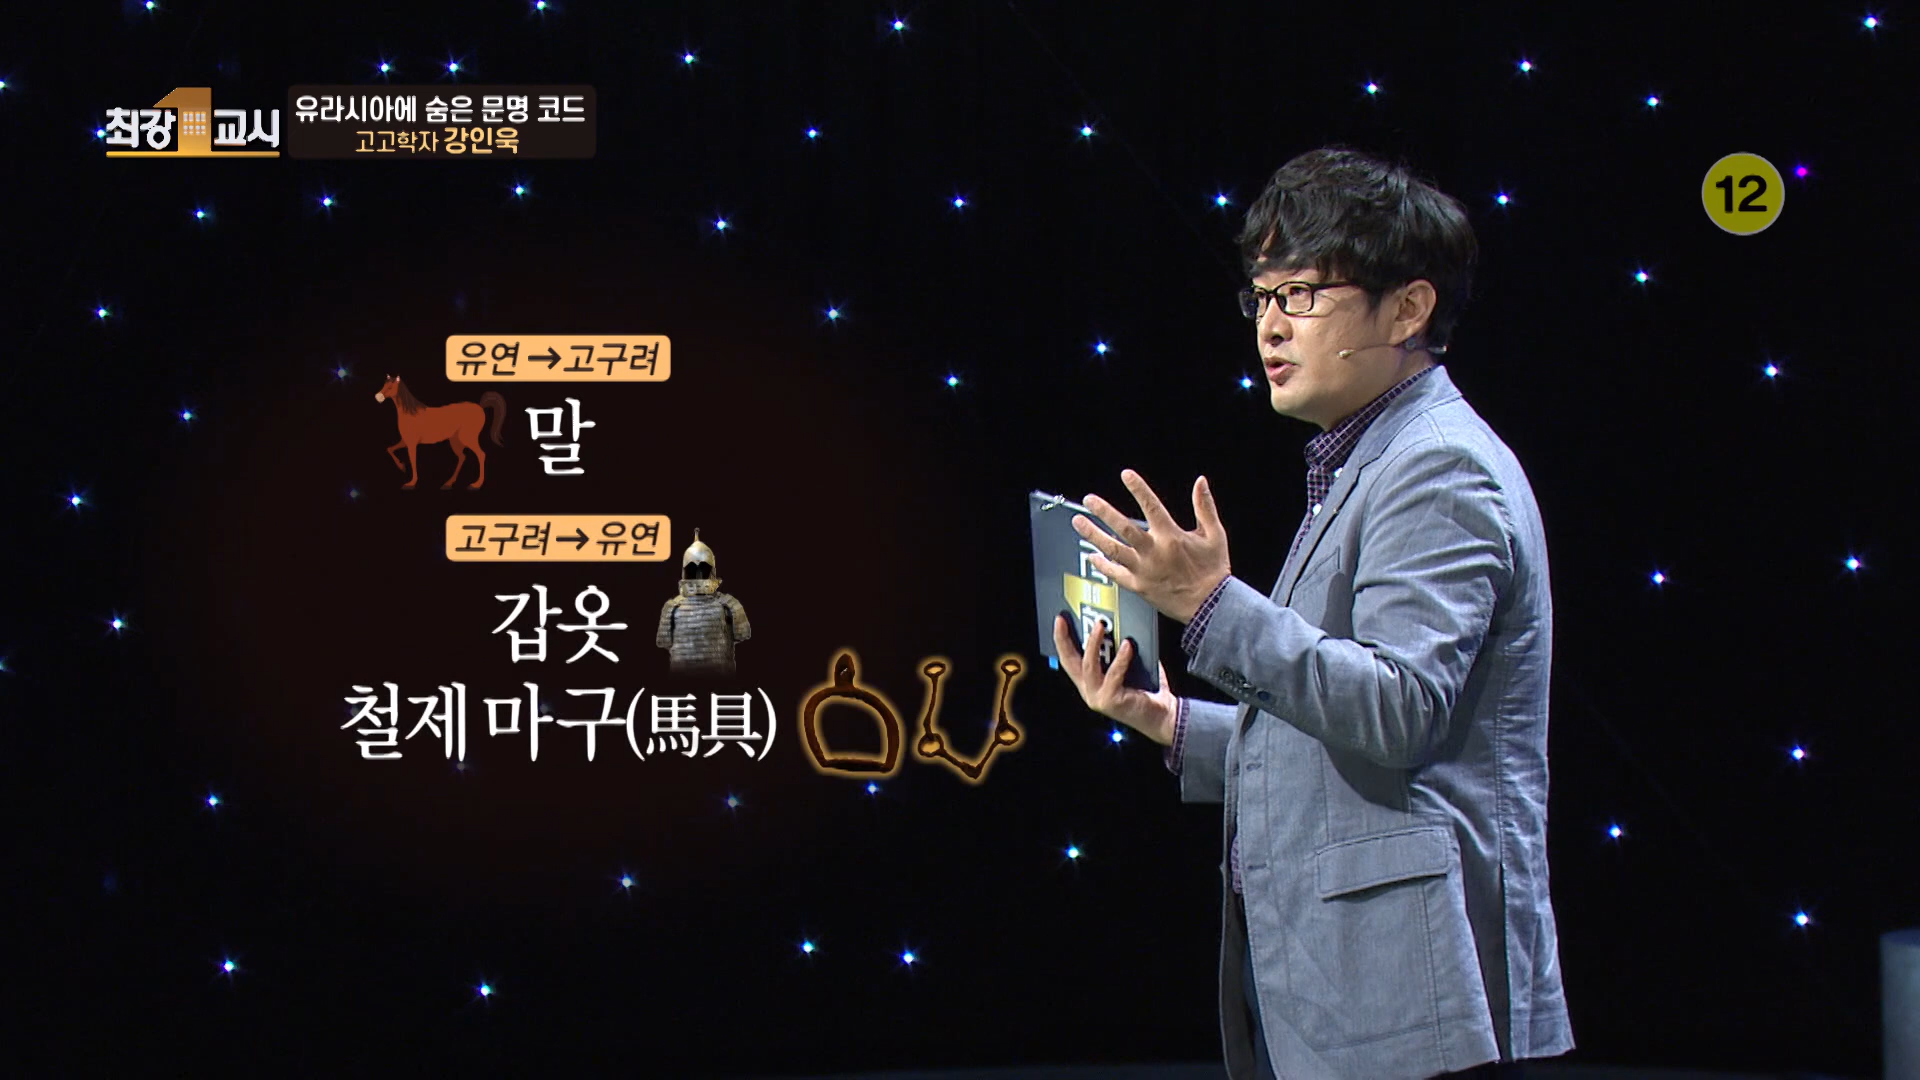 최강1교시
유라시아에 숨은 문명 코드
고고학자 강인욱
12
유연→고구려
말
고구려→유연
갑옷
철제 마구(馬具)